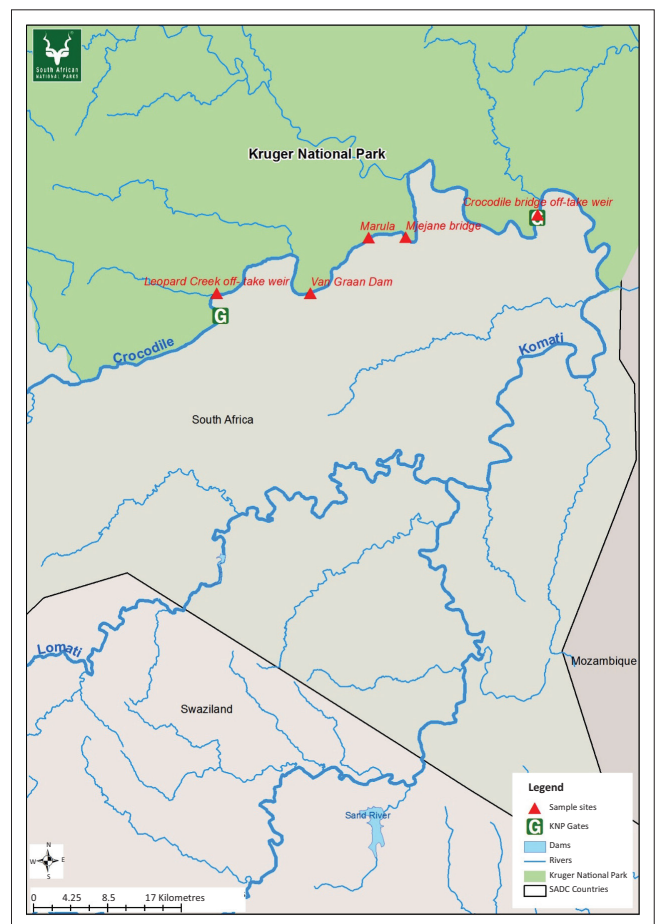 South African
NATIONAL PARKS
Kruger National Park
Crocodile bridge off-take weir
G
Marula
Mjejane bridge
Leopard Creek off- take weir
Van Graan Dam
G
Crocodile
Komati
South Africa
Lomati
Mozambique
Swaziland
Sand River
Legend
Sample sites
G KNP Gates
Dams
Rivers
Kruger National Park
SADC Countries
N
W E
S
0 4.25 8.5 17 Kilometres